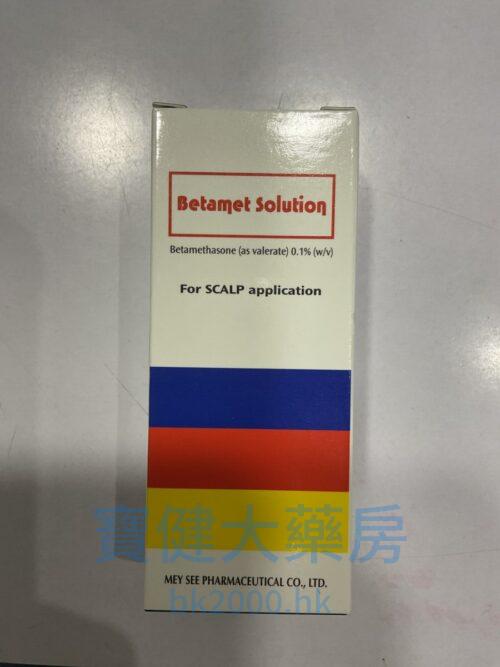 Betamet Solution
Betamethasone (as valerate) 0.1% (w/v)
For SCALP application
寶健大藥房
MEY SEE PHARMACEUTICAL CO., LTD.
hk2000.hk